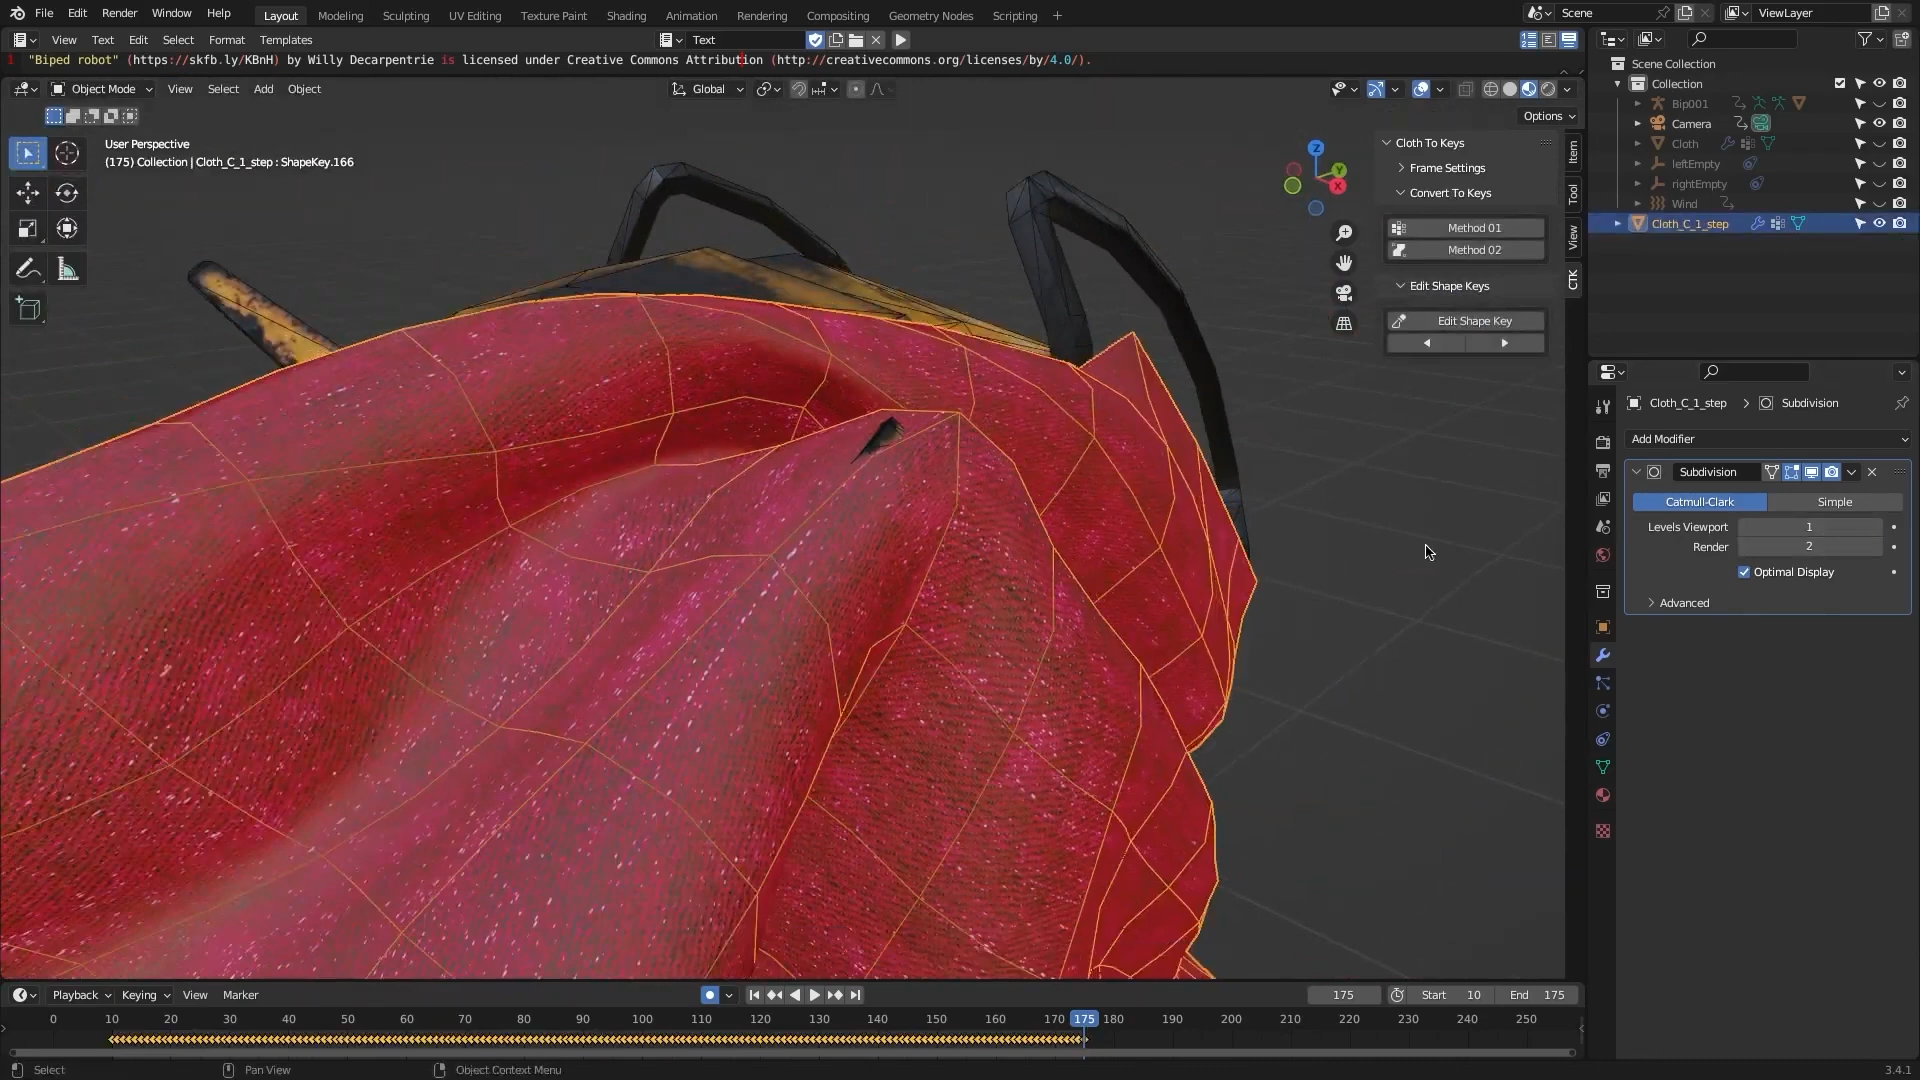 File Edit Render Window Help Layout Modeling Sculpting UV Editing Texture Paint Shading Animation Rendering Compositing Geometry Nodes Scripting + Scene ViewLayer
View Text Edit Select Format Templates Text
1 "Biped robot" (https://skfb.ly/KBnH) by Willy Decarpentrie is licensed under Creative Commons Attribution (http://creativecommons.org/licenses/by/4.0/).
Object Mode View Select Add Object Global
Options
User Perspective
(175) Collection | Cloth_C_1_step : ShapeKey.166
Z
Y
X
Cloth To Keys
Frame Settings
Convert To Keys
Method 01
Method 02
Edit Shape Keys
Edit Shape Key
Item
Tool
View
CTK
Scene Collection
Collection
Bip001
Camera
Cloth
leftEmpty
rightEmpty
Wind
Cloth_C_1_step
Cloth_C_1_step > Subdivision
Add Modifier
Subdivision
Catmull-Clark Simple
Levels Viewport 1
Render 2
Optimal Display
Advanced
Playback Keying View Marker 175 Start 10 End 175
0 10 20 30 40 50 60 70 80 90 100 110 120 130 140 150 160 170 175 180 190 200 210 220 230 240 250
Select Pan View Object Context Menu 3.4.1